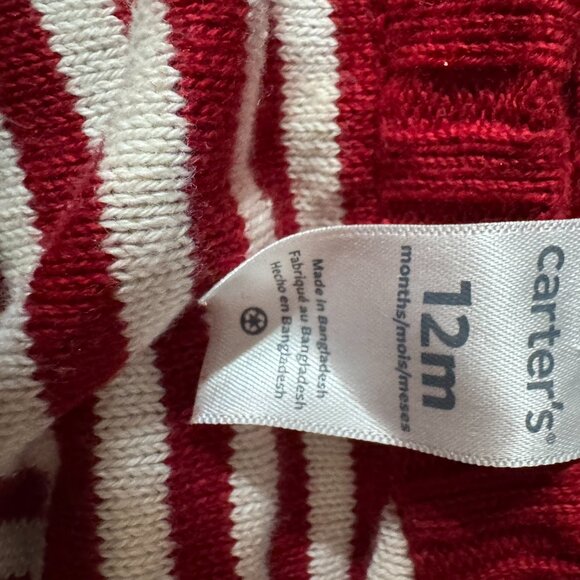 carter's®
12m
months/mois/meses
Made in Bangladesh
Fabriqué au Bangladesh
Hecho en Bangladesh